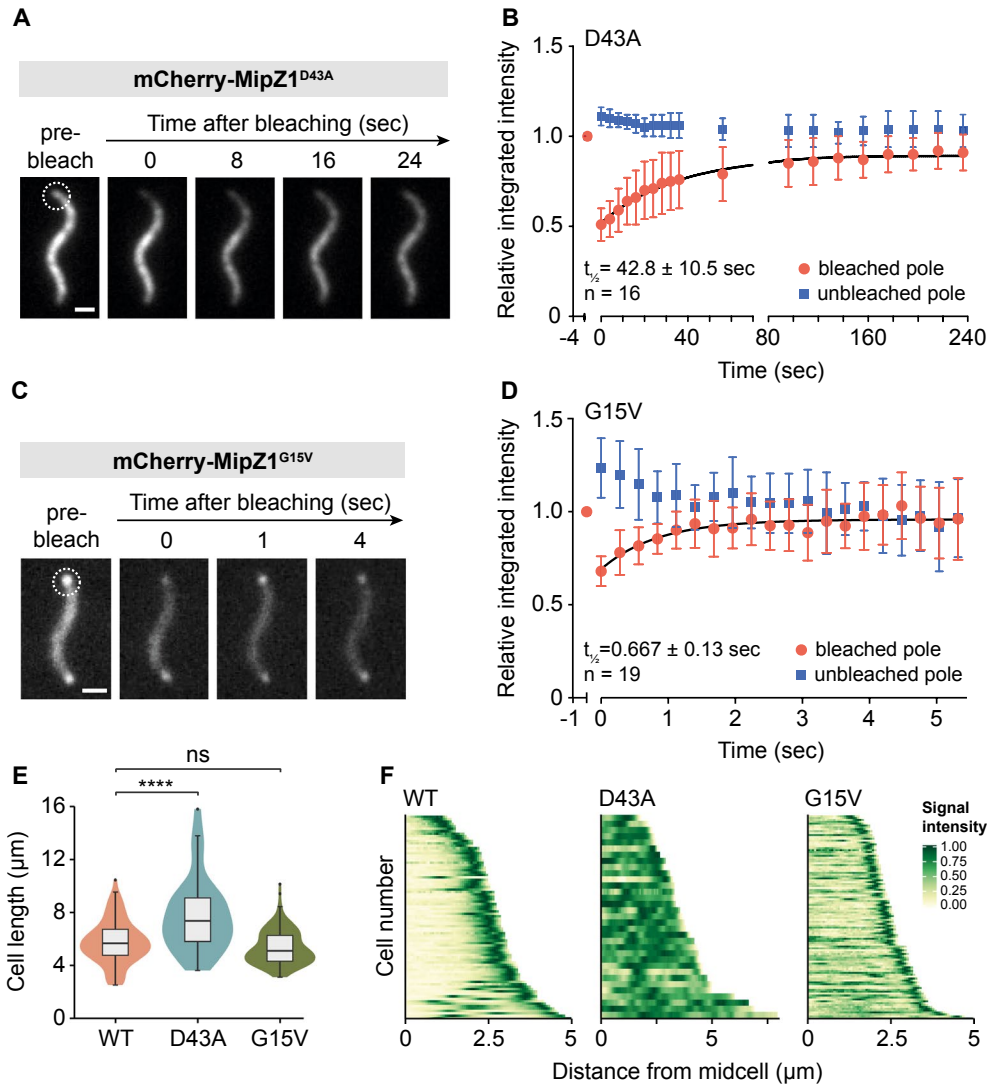 A
mCherry-MipZ1^D43A
pre-
bleach
Time after bleaching (sec)
0 8 16 24
B
D43A
Relative integrated intensity
1.5
1.0
0.5
0
t½= 42.8 ± 10.5 sec
n = 16
bleached pole
unbleached pole
-4 0 40 80 160 240
Time (sec)
C
mCherry-MipZ1^G15V
pre-
bleach
Time after bleaching (sec)
0 1 4
D
G15V
Relative integrated intensity
1.5
1.0
0.5
0
t½=0.667 ± 0.13 sec
n = 19
bleached pole
unbleached pole
-1 0 1 2 3 4 5
Time (sec)
E
ns
****
Cell length (µm)
16
12
8
4
0
WT D43A G15V
F
WT D43A G15V
Signal
intensity
1.00
0.75
0.50
0.25
0.00
Cell number
0 2.5 5 0 2.5 5 0 2.5 5
Distance from midcell (µm)